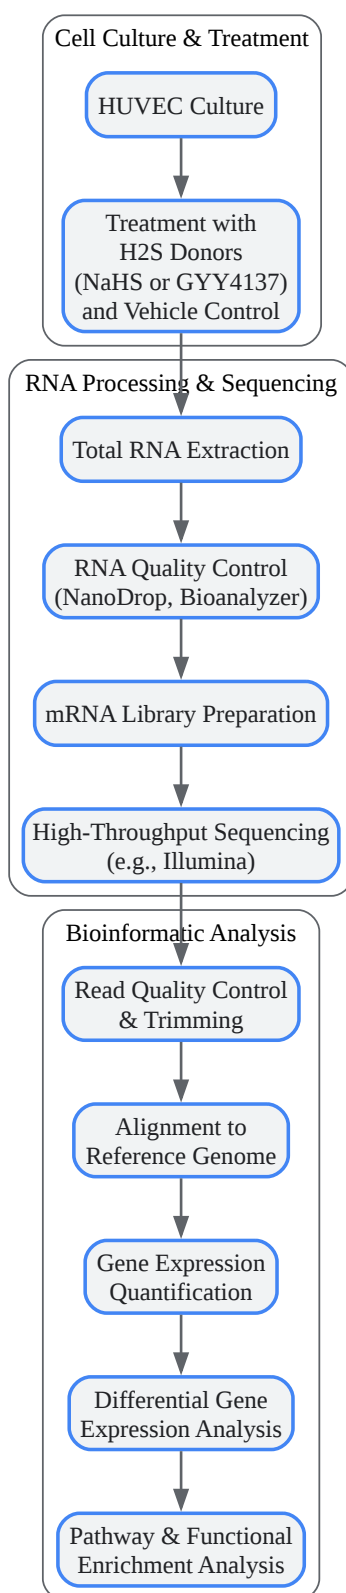 Cell Culture & Treatment
HUVEC Culture
Treatment with
H2S Donors
(NaHS or GYY4137)
and Vehicle Control
RNA Processing & Sequencing
Total RNA Extraction
RNA Quality Control
(NanoDrop, Bioanalyzer)
mRNA Library Preparation
High-Throughput Sequencing
(e.g., Illumina)
Bioinformatic Analysis
Read Quality Control
& Trimming
Alignment to
Reference Genome
Gene Expression
Quantification
Differential Gene
Expression Analysis
Pathway & Functional
Enrichment Analysis